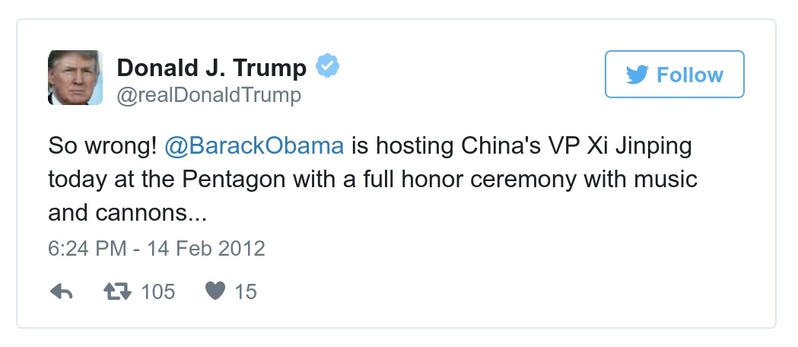 Donald J. Trump
@realDonaldTrump
Follow
So wrong! @BarackObama is hosting China's VP Xi Jinping
today at the Pentagon with a full honor ceremony with music
and cannons...
6:24 PM - 14 Feb 2012
105 15